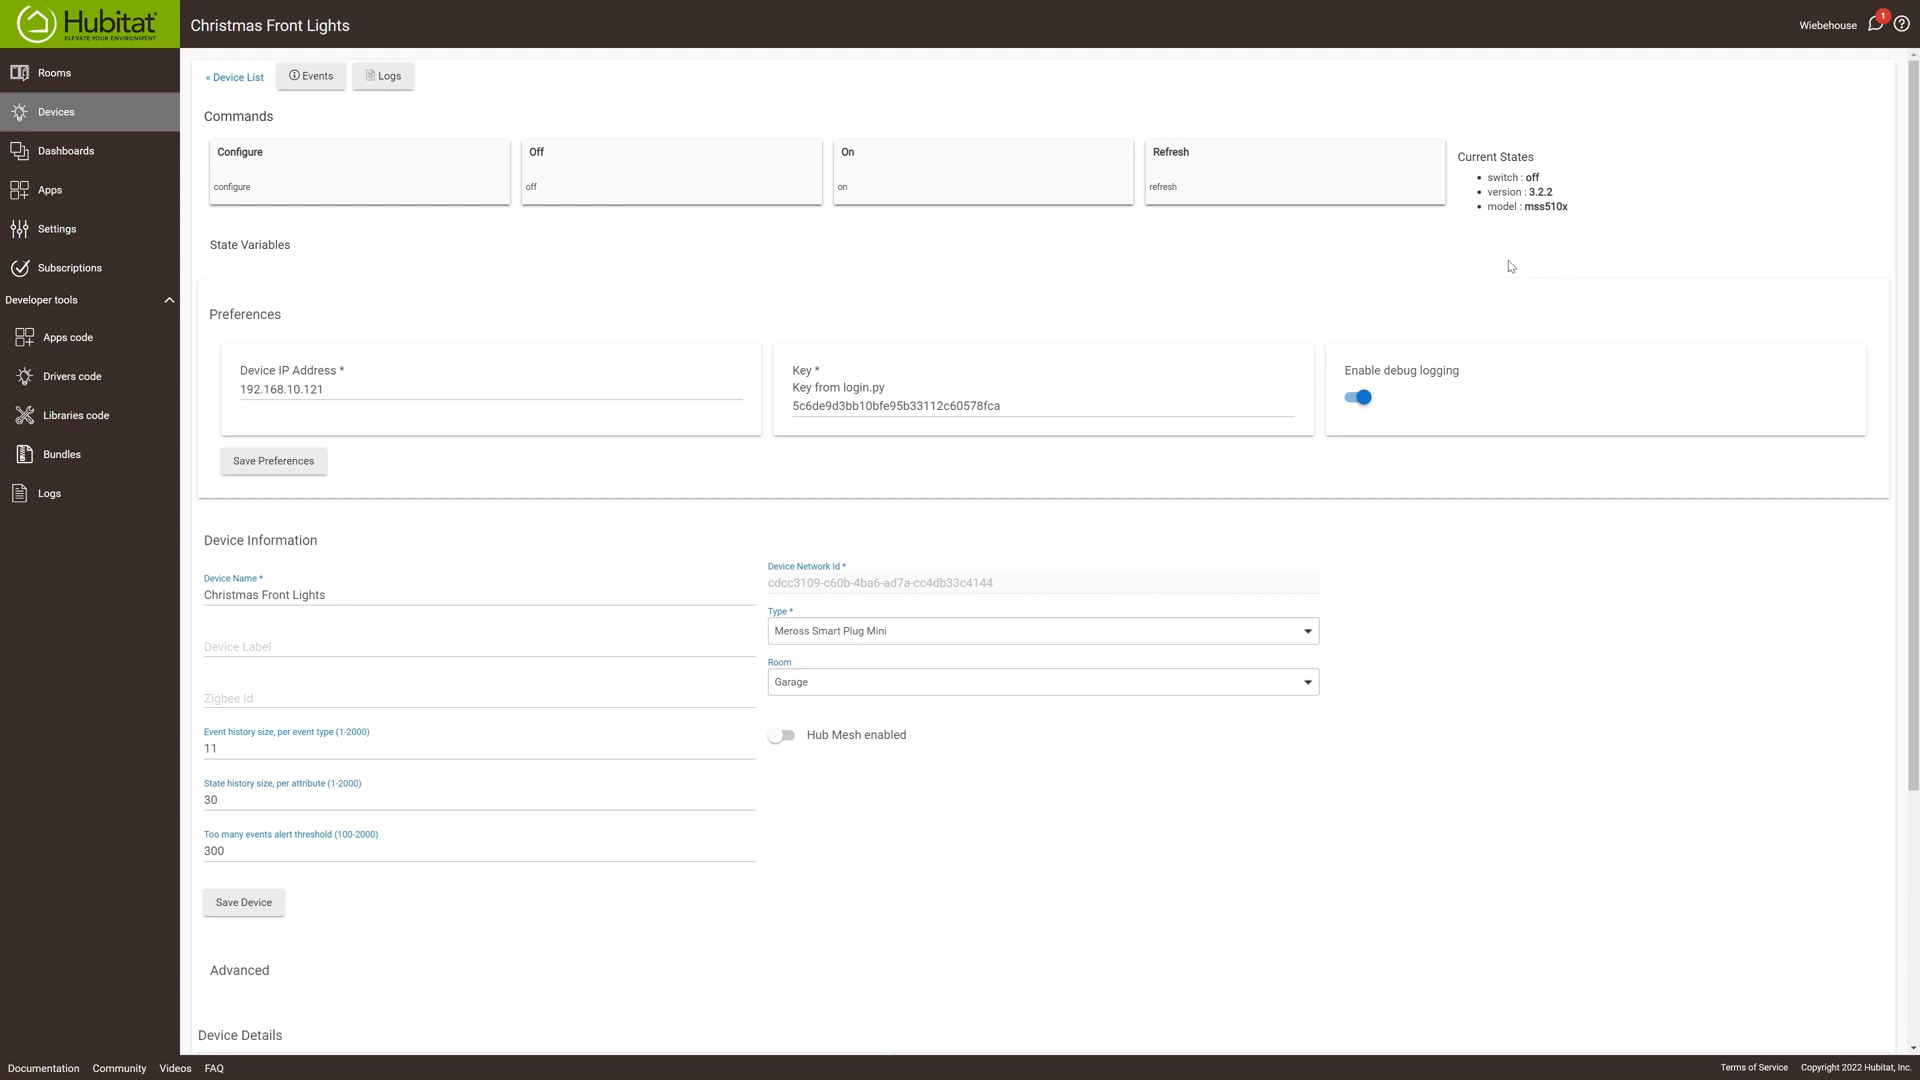 Hubitat
ELEVATE YOUR ENVIRONMENT
Christmas Front Lights
Wiebehouse
1
Rooms
Devices
Dashboards
Apps
Settings
Subscriptions
Developer tools
Apps code
Drivers code
Libraries code
Bundles
Logs
« Device List
Events
Logs
Commands
Configure
configure
Off
off
On
on
Refresh
refresh
Current States
switch : off
version : 3.2.2
model : mss510x
State Variables
Preferences
Device IP Address *
192.168.10.121
Key *
Key from login.py
5c6de9d3bb10bfe95b33112c60578fca
Enable debug logging
Save Preferences
Device Information
Device Name *
Christmas Front Lights
Device Label
Zigbee Id
Event history size, per event type (1-2000)
11
State history size, per attribute (1-2000)
30
Too many events alert threshold (100-2000)
300
Save Device
Device Network Id *
cdcc3109-c60b-4ba6-ad7a-cc4db33c4144
Type *
Meross Smart Plug Mini
Room
Garage
Hub Mesh enabled
Advanced
Device Details
Documentation Community Videos FAQ
Terms of Service Copyright 2022 Hubitat, Inc.